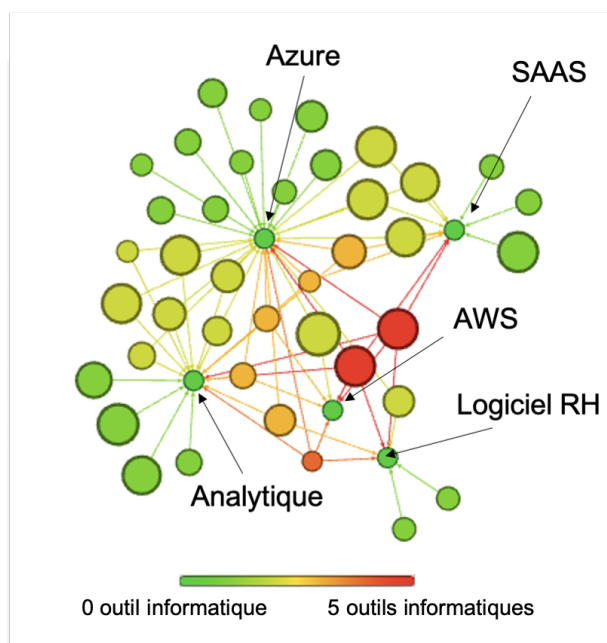 Azure
SAAS
AWS
Logiciel RH
Analytique
0 outil informatique
5 outils informatiques